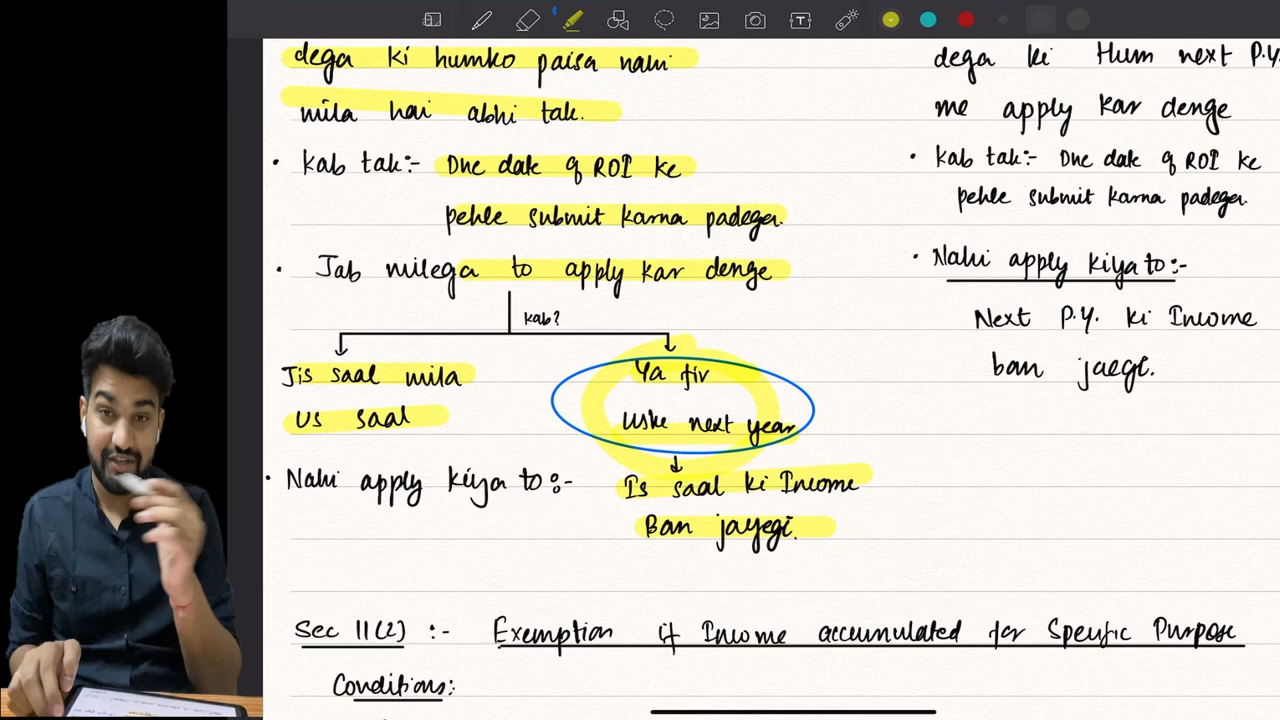 dega ki humko paisa nahi
mila hai abhi tak.
• Kab tak:- Due date of ROI ke
pehle submit karna padega.
• Jab milega to apply kar denge
Kab?
Jis saal mila
us saal
Ya fir
uske next year
• Nahi apply kiya to:- Is saal ki Income
Ban jayegi.
dega ki Hum next P.Y.
me apply kar denge
• Kab tak:- Due date of ROI ke
pehle submit karna padega.
• Nahi apply kiya to:-
Next P.Y. ki Income
ban jaegi.
Sec 11(2) :- Exemption if Income accumulated for Specific Purpose
Conditions: